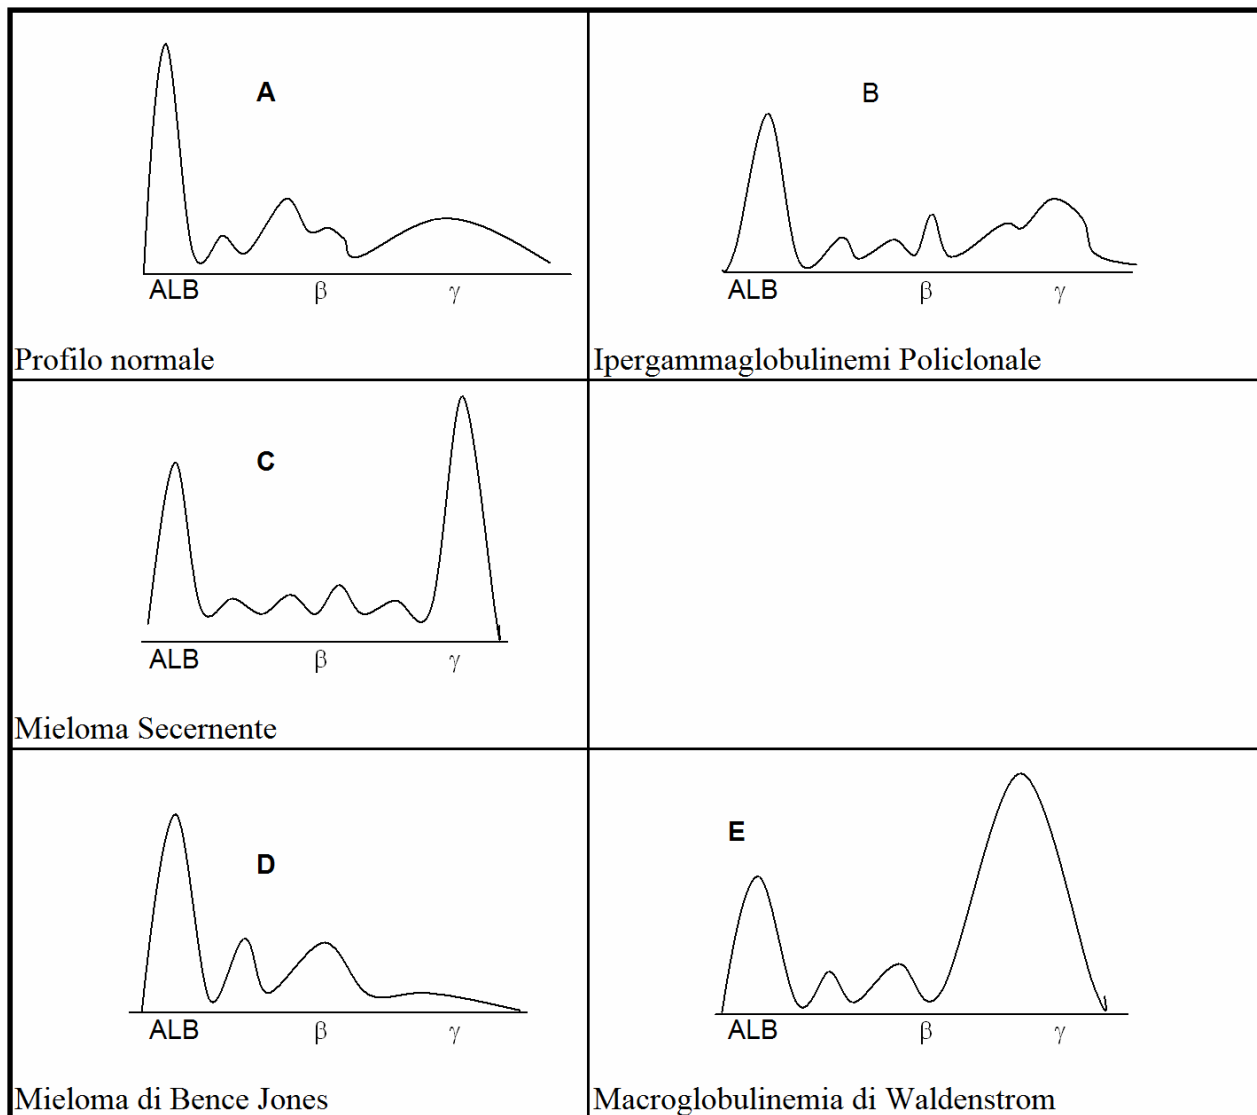 A
ALB β γ
Profilo normale
B
ALB β γ
Ipergammaglobulinemi Policlonale
C
ALB β γ
Mieloma Secernente
D
ALB β γ
Mieloma di Bence Jones
E
ALB β γ
Macroglobulinemia di Waldenstrom